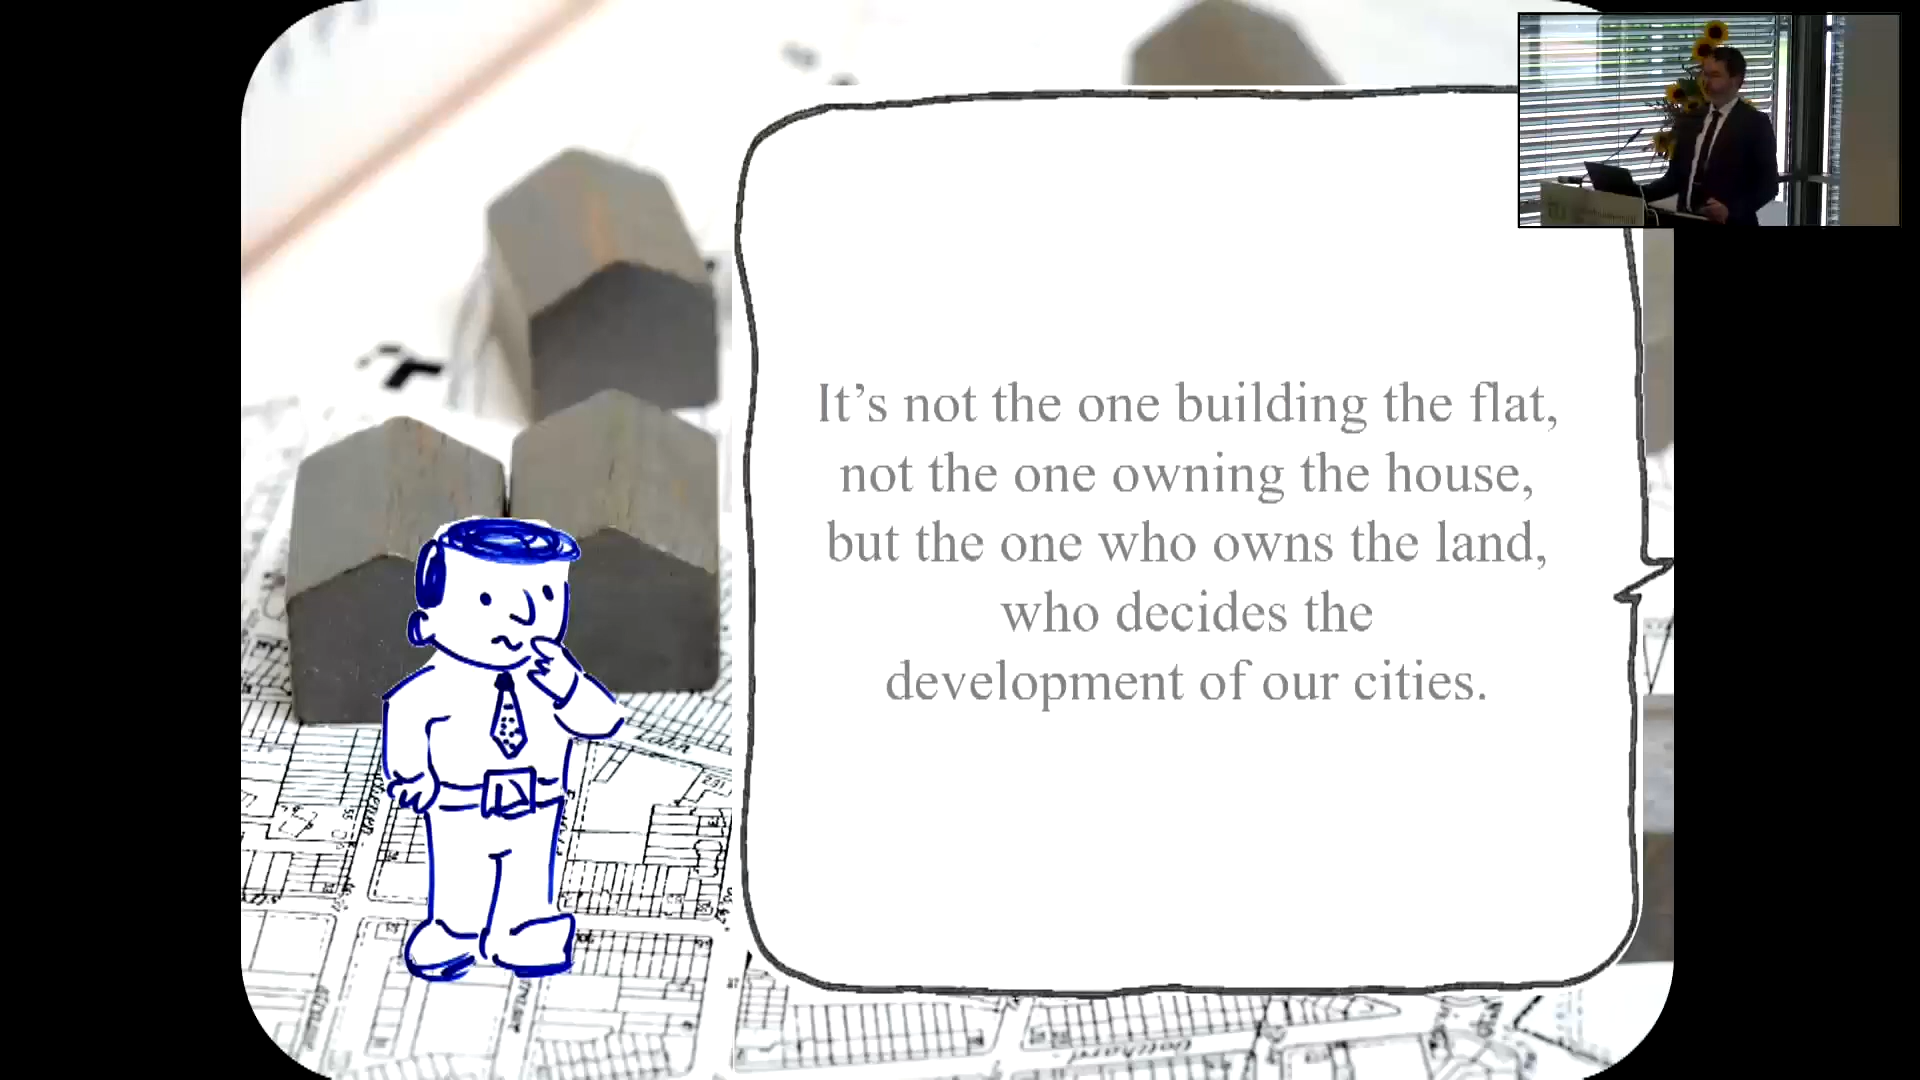 It’s not the one building the flat,
not the one owning the house,
but the one who owns the land,
who decides the
development of our cities.